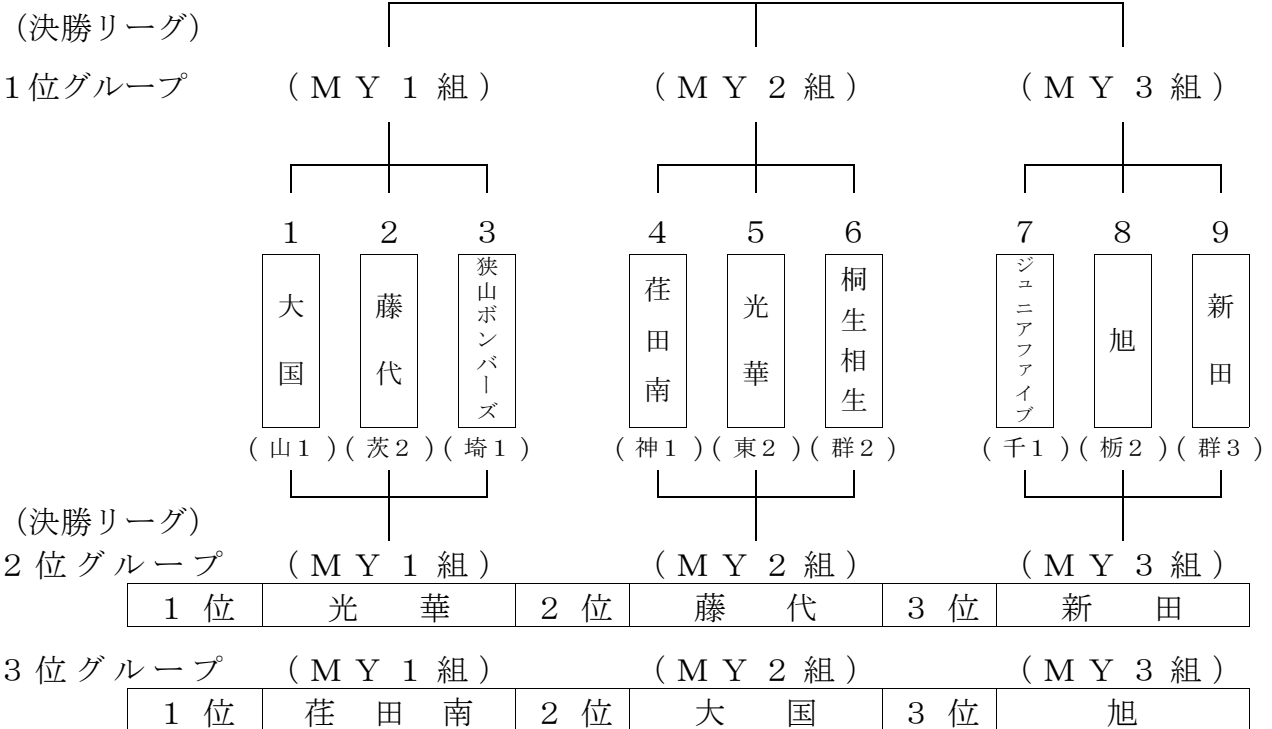 (決勝リーグ)
1位グループ (MY1組) (MY2組) (MY3組)
1 2 3 4 5 6 7 8 9
大国 藤代 狭山ボンバーズ 荏田南 光華 桐生相生 ジュニアファイブ 旭 新田
(山1) (茨2) (埼1) (神1) (東2) (群2) (千1) (栃2) (群3)
(決勝リーグ)
2位グループ (MY1組) (MY2組) (MY3組)
1位 光華 2位 藤代 3位 新田
3位グループ (MY1組) (MY2組) (MY3組)
1位 荏田南 2位 大国 3位 旭